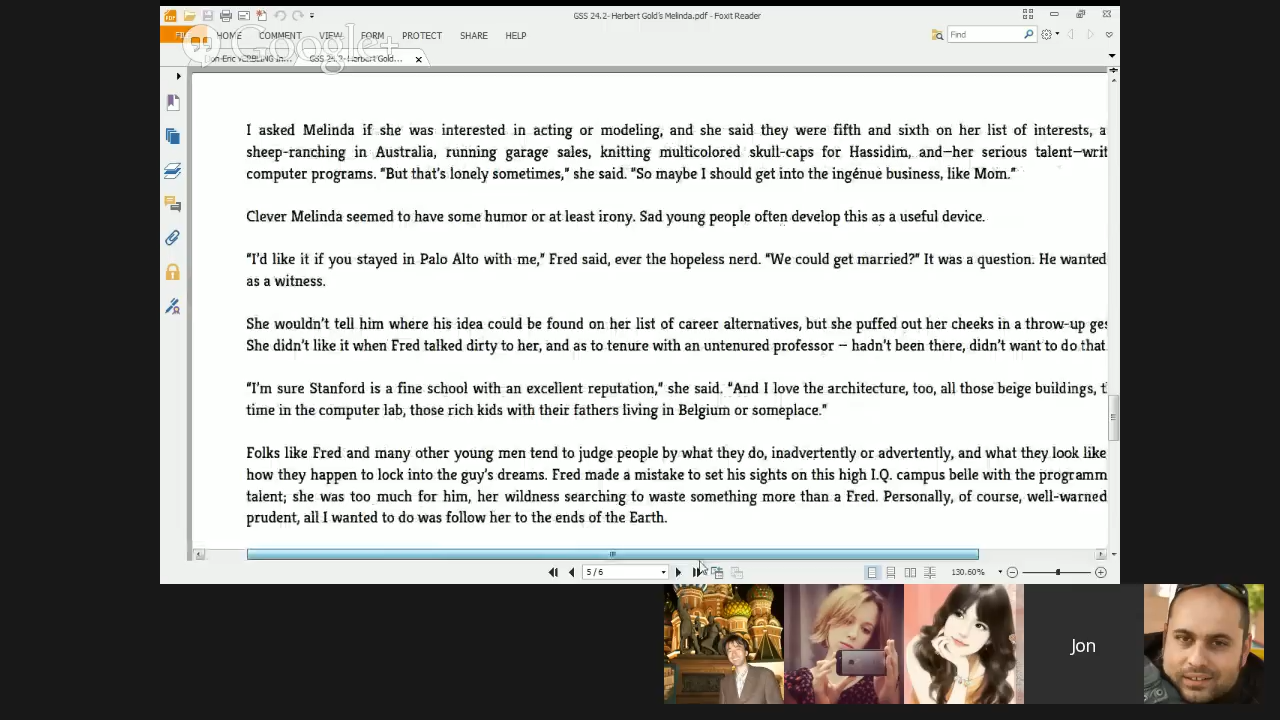 GSS 24.2- Herbert Gold's Melinda.pdf - Foxit Reader
HOME COMMENT VIEW FORM PROTECT SHARE HELP
Find
Google+
GSS 24.2- Herbert Gold...
I asked Melinda if she was interested in acting or modeling, and she said they were fifth and sixth on her list of interests, a
sheep-ranching in Australia, running garage sales, knitting multicolored skull-caps for Hassidim, and—her serious talent—writ
computer programs. “But that’s lonely sometimes,” she said. “So maybe I should get into the ingénue business, like Mom.”
Clever Melinda seemed to have some humor or at least irony. Sad young people often develop this as a useful device.
“I’d like it if you stayed in Palo Alto with me,” Fred said, ever the hopeless nerd. “We could get married?” It was a question. He wanted
as a witness.
She wouldn’t tell him where his idea could be found on her list of career alternatives, but she puffed out her cheeks in a throw-up ges
She didn’t like it when Fred talked dirty to her, and as to tenure with an untenured professor – hadn’t been there, didn’t want to do that
“I’m sure Stanford is a fine school with an excellent reputation,” she said. “And I love the architecture, too, all those beige buildings, t
time in the computer lab, those rich kids with their fathers living in Belgium or someplace.”
Folks like Fred and many other young men tend to judge people by what they do, inadvertently or advertently, and what they look like
how they happen to lock into the guy’s dreams. Fred made a mistake to set his sights on this high I.Q. campus belle with the programm
talent; she was too much for him, her wildness searching to waste something more than a Fred. Personally, of course, well-warned
prudent, all I wanted to do was follow her to the ends of the Earth.
5 / 6
130.60%
Jon